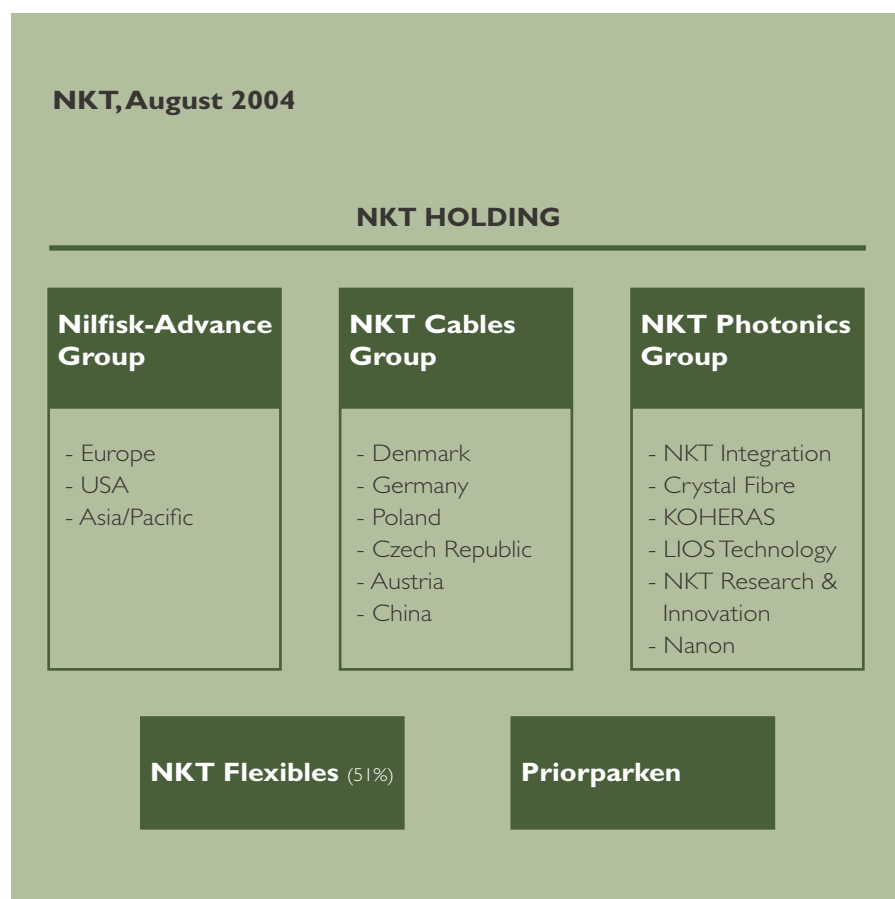 NKT, August 2004
NKT HOLDING
Nilfisk-Advance
Group
- Europe
- USA
- Asia/Pacific
NKT Cables
Group
- Denmark
- Germany
- Poland
- Czech Republic
- Austria
- China
NKT Photonics
Group
- NKT Integration
- Crystal Fibre
- KOHERAS
- LIOS Technology
- NKT Research &
Innovation
- Nanon
NKT Flexibles (51%)
Priorparken